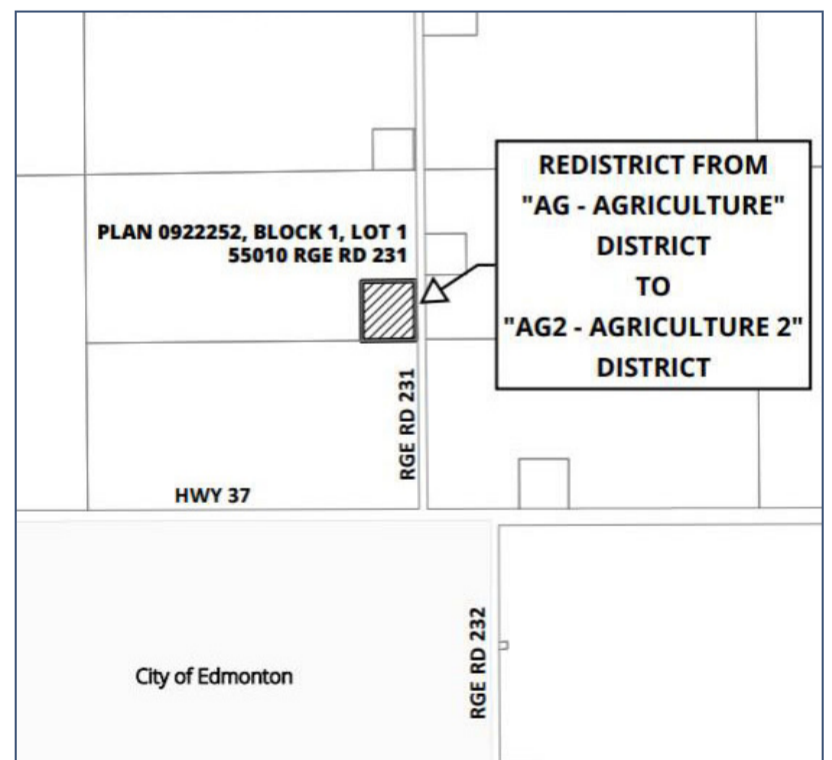 PLAN 0922252, BLOCK 1, LOT 1
55010 RGE RD 231
REDISTRICT FROM
"AG - AGRICULTURE"
DISTRICT
TO
"AG2 - AGRICULTURE 2"
DISTRICT
RGE RD 231
HWY 37
RGE RD 232
City of Edmonton